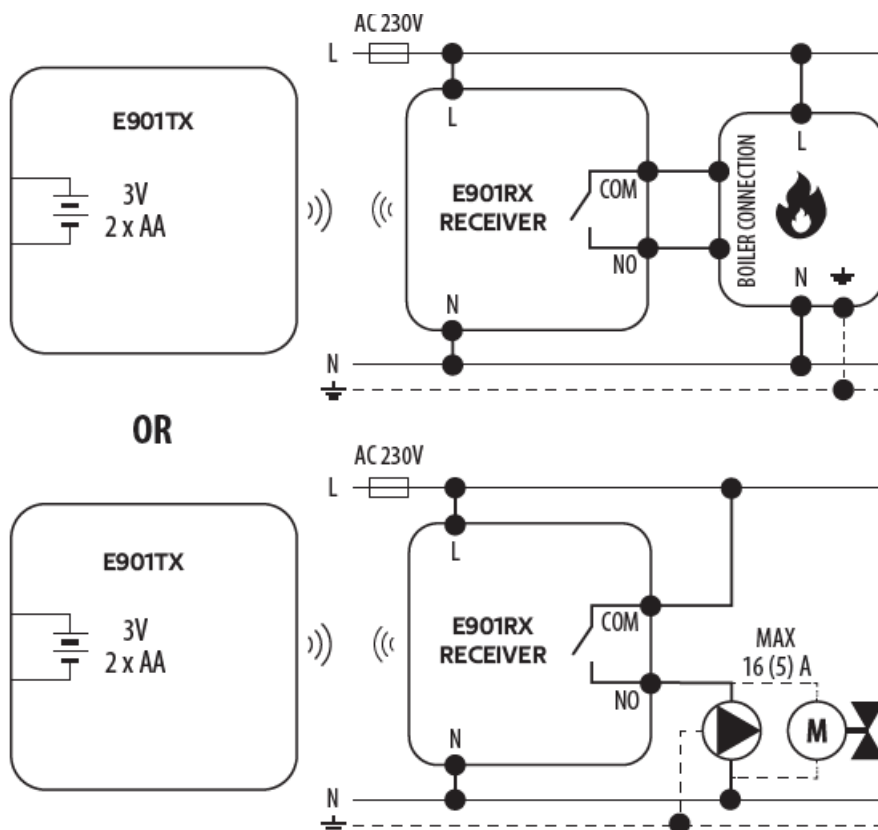 AC 230V
L
E901TX
3V
2 x AA
L
E901RX
RECEIVER
COM
NO
N
L
BOILER CONNECTION
N
N
OR
AC 230V
L
E901TX
3V
2 x AA
L
E901RX
RECEIVER
COM
NO
N
MAX
16 (5) A
M
N